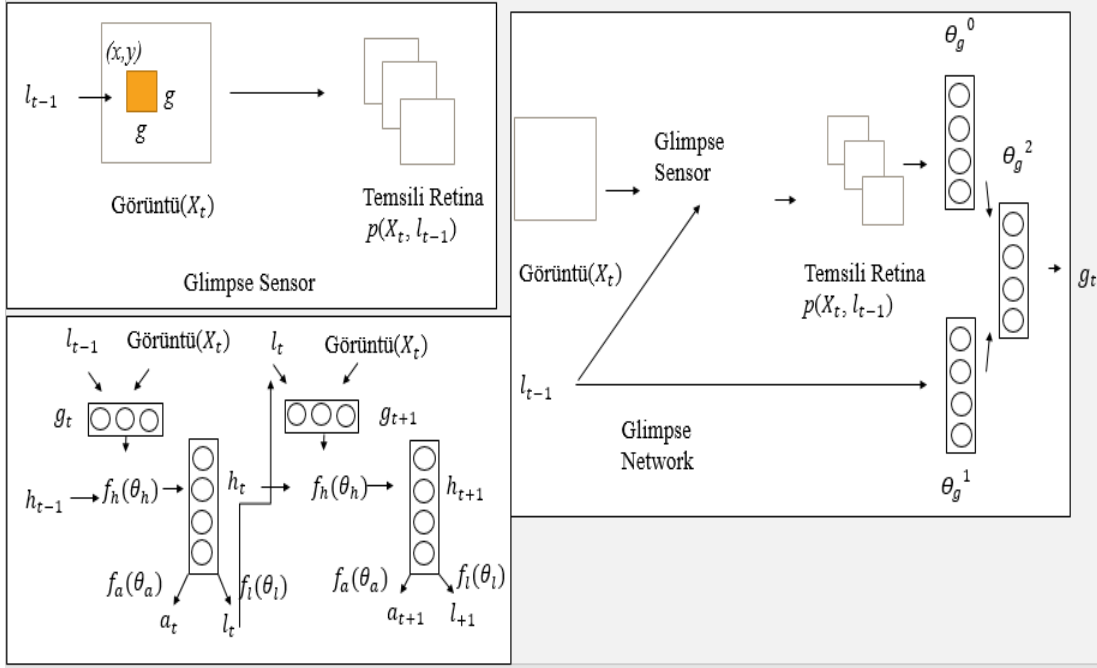 (x,y)
l_{t−1}
g
g
Görüntü(X_t)
Temsili Retina
p(X_t, l_{t−1})
Glimpse Sensor
θ_g^0
Glimpse
Sensor
θ_g^2
Görüntü(X_t)
Temsili Retina
p(X_t, l_{t−1})
g_t
l_{t−1}
Glimpse
Network
θ_g^1
l_{t−1} Görüntü(X_t) l_t Görüntü(X_t)
g_t g_{t+1}
h_{t−1} f_h(θ_h) h_t f_h(θ_h) h_{t+1}
f_a(θ_a) f_l(θ_l) f_a(θ_a) f_l(θ_l)
a_t l_t a_{t+1} l_{+1}